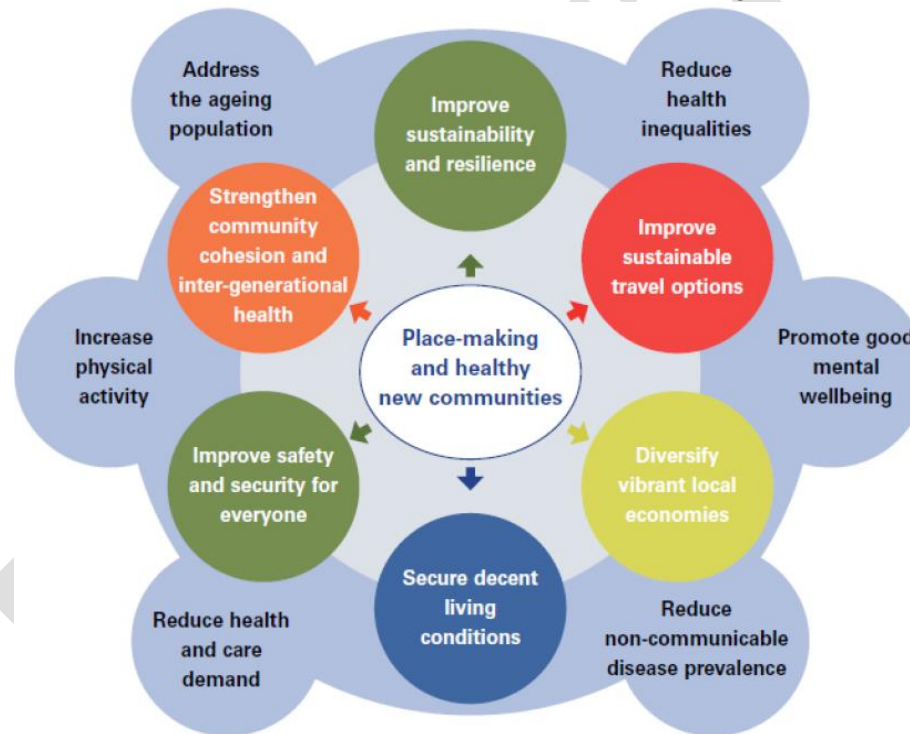 Address
the ageing
population
Improve
sustainability
and resilience
Reduce
health
inequalities
Strengthen
community
cohesion and
inter-generational
health
Improve
sustainable
travel options
Increase
physical
activity
Place-making
and healthy
new communities
Promote good
mental
wellbeing
Improve safety
and security for
everyone
Diversify
vibrant local
economies
Secure decent
living
conditions
Reduce health
and care
demand
Reduce
non-communicable
disease prevalence